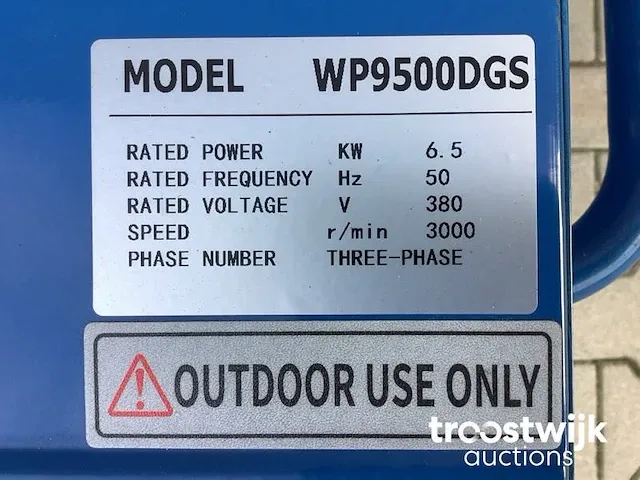 MODEL WP9500DGS
RATED POWER KW 6.5
RATED FREQUENCY Hz 50
RATED VOLTAGE V 380
SPEED r/min 3000
PHASE NUMBER THREE-PHASE
OUTDOOR USE ONLY
troostwijk
auctions